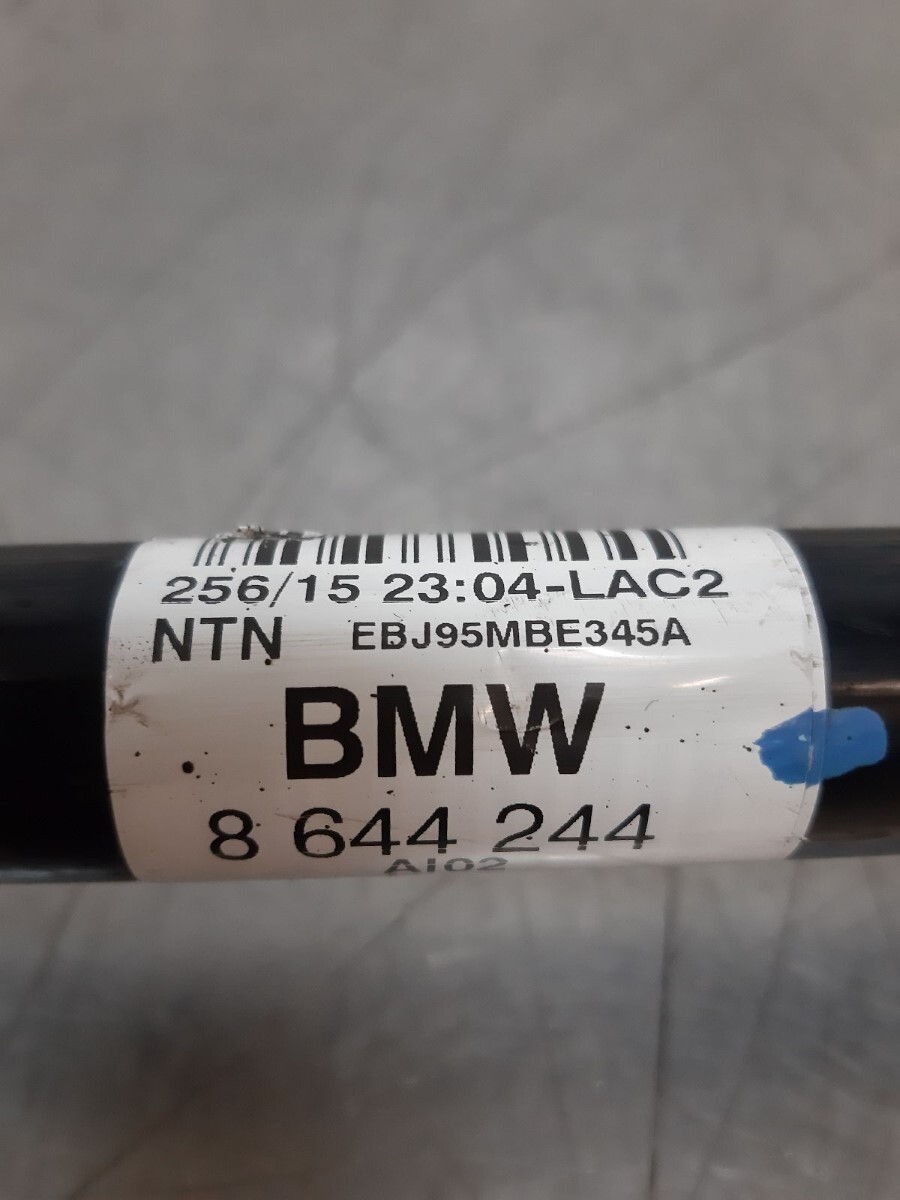 256/15 23:04-LAC2
NTN EBJ95MBE345A
BMW
8 644 244
AI02